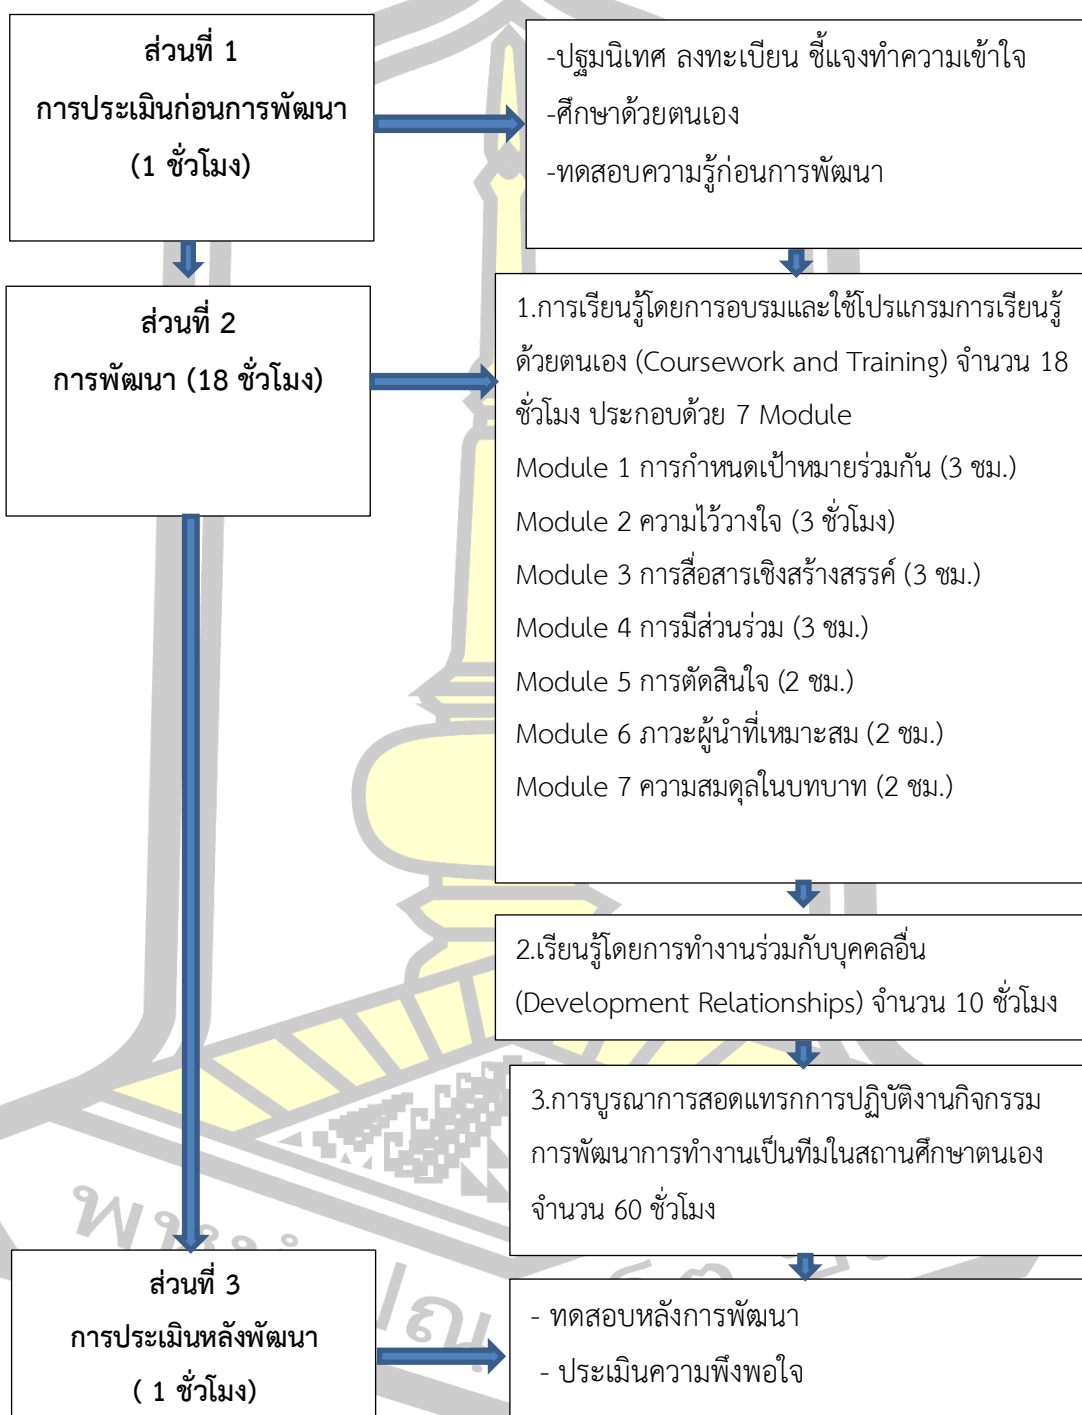 ส่วนที่ 1
การประเมินก่อนการพัฒนา
(1 ชั่วโมง)
-ปฐมนิเทศ ลงทะเบียน ชี้แจงทำความเข้าใจ
-ศึกษาด้วยตนเอง
-ทดสอบความรู้ก่อนการพัฒนา
ส่วนที่ 2
การพัฒนา (18 ชั่วโมง)
1.การเรียนรู้โดยการอบรมและใช้โปรแกรมการเรียนรู้
ด้วยตนเอง (Coursework and Training) จำนวน 18
ชั่วโมง ประกอบด้วย 7 Module
Module 1 การกำหนดเป้าหมายร่วมกัน (3 ชม.)
Module 2 ความไว้วางใจ (3 ชั่วโมง)
Module 3 การสื่อสารเชิงสร้างสรรค์ (3 ชม.)
Module 4 การมีส่วนร่วม (3 ชม.)
Module 5 การตัดสินใจ (2 ชม.)
Module 6 ภาวะผู้นำที่เหมาะสม (2 ชม.)
Module 7 ความสมดุลในบทบาท (2 ชม.)
2.เรียนรู้โดยการทำงานร่วมกับบุคคลอื่น
(Development Relationships) จำนวน 10 ชั่วโมง
3.การบูรณาการสอดแทรกการปฏิบัติงานกิจกรรม
การพัฒนาการทำงานเป็นทีมในสถานศึกษาตนเอง
จำนวน 60 ชั่วโมง
ส่วนที่ 3
การประเมินหลังพัฒนา
( 1 ชั่วโมง)
- ทดสอบหลังการพัฒนา
- ประเมินความพึงพอใจ